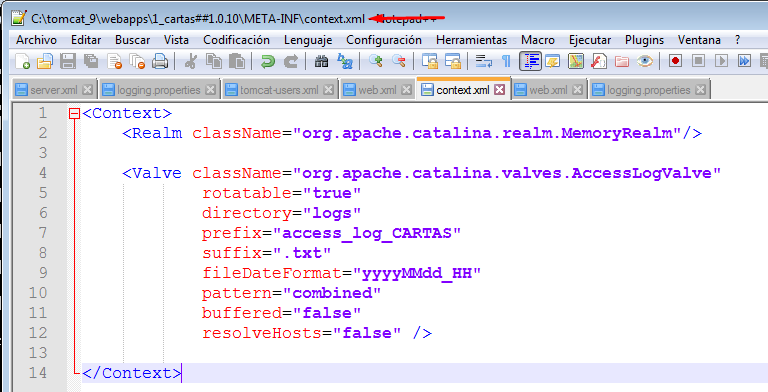 C:\tomcat_9\webapps\1_cartas##1.0.10\META-INF\context.xml - Notepad++
Archivo Editar Buscar Vista Codificación Lenguaje Configuración Herramientas Macro Ejecutar Plugins Ventana ?
server.xml logging.properties tomcat-users.xml web.xml context.xml web.xml logging.properties
1 <Context>
2 <Realm className="org.apache.catalina.realm.MemoryRealm"/>
3
4 <Valve className="org.apache.catalina.valves.AccessLogValve"
5 rotatable="true"
6 directory="logs"
7 prefix="access_log_CARTAS"
8 suffix=".txt"
9 fileDateFormat="yyyyMMdd_HH"
10 pattern="combined"
11 buffered="false"
12 resolveHosts="false" />
13
14 </Context>